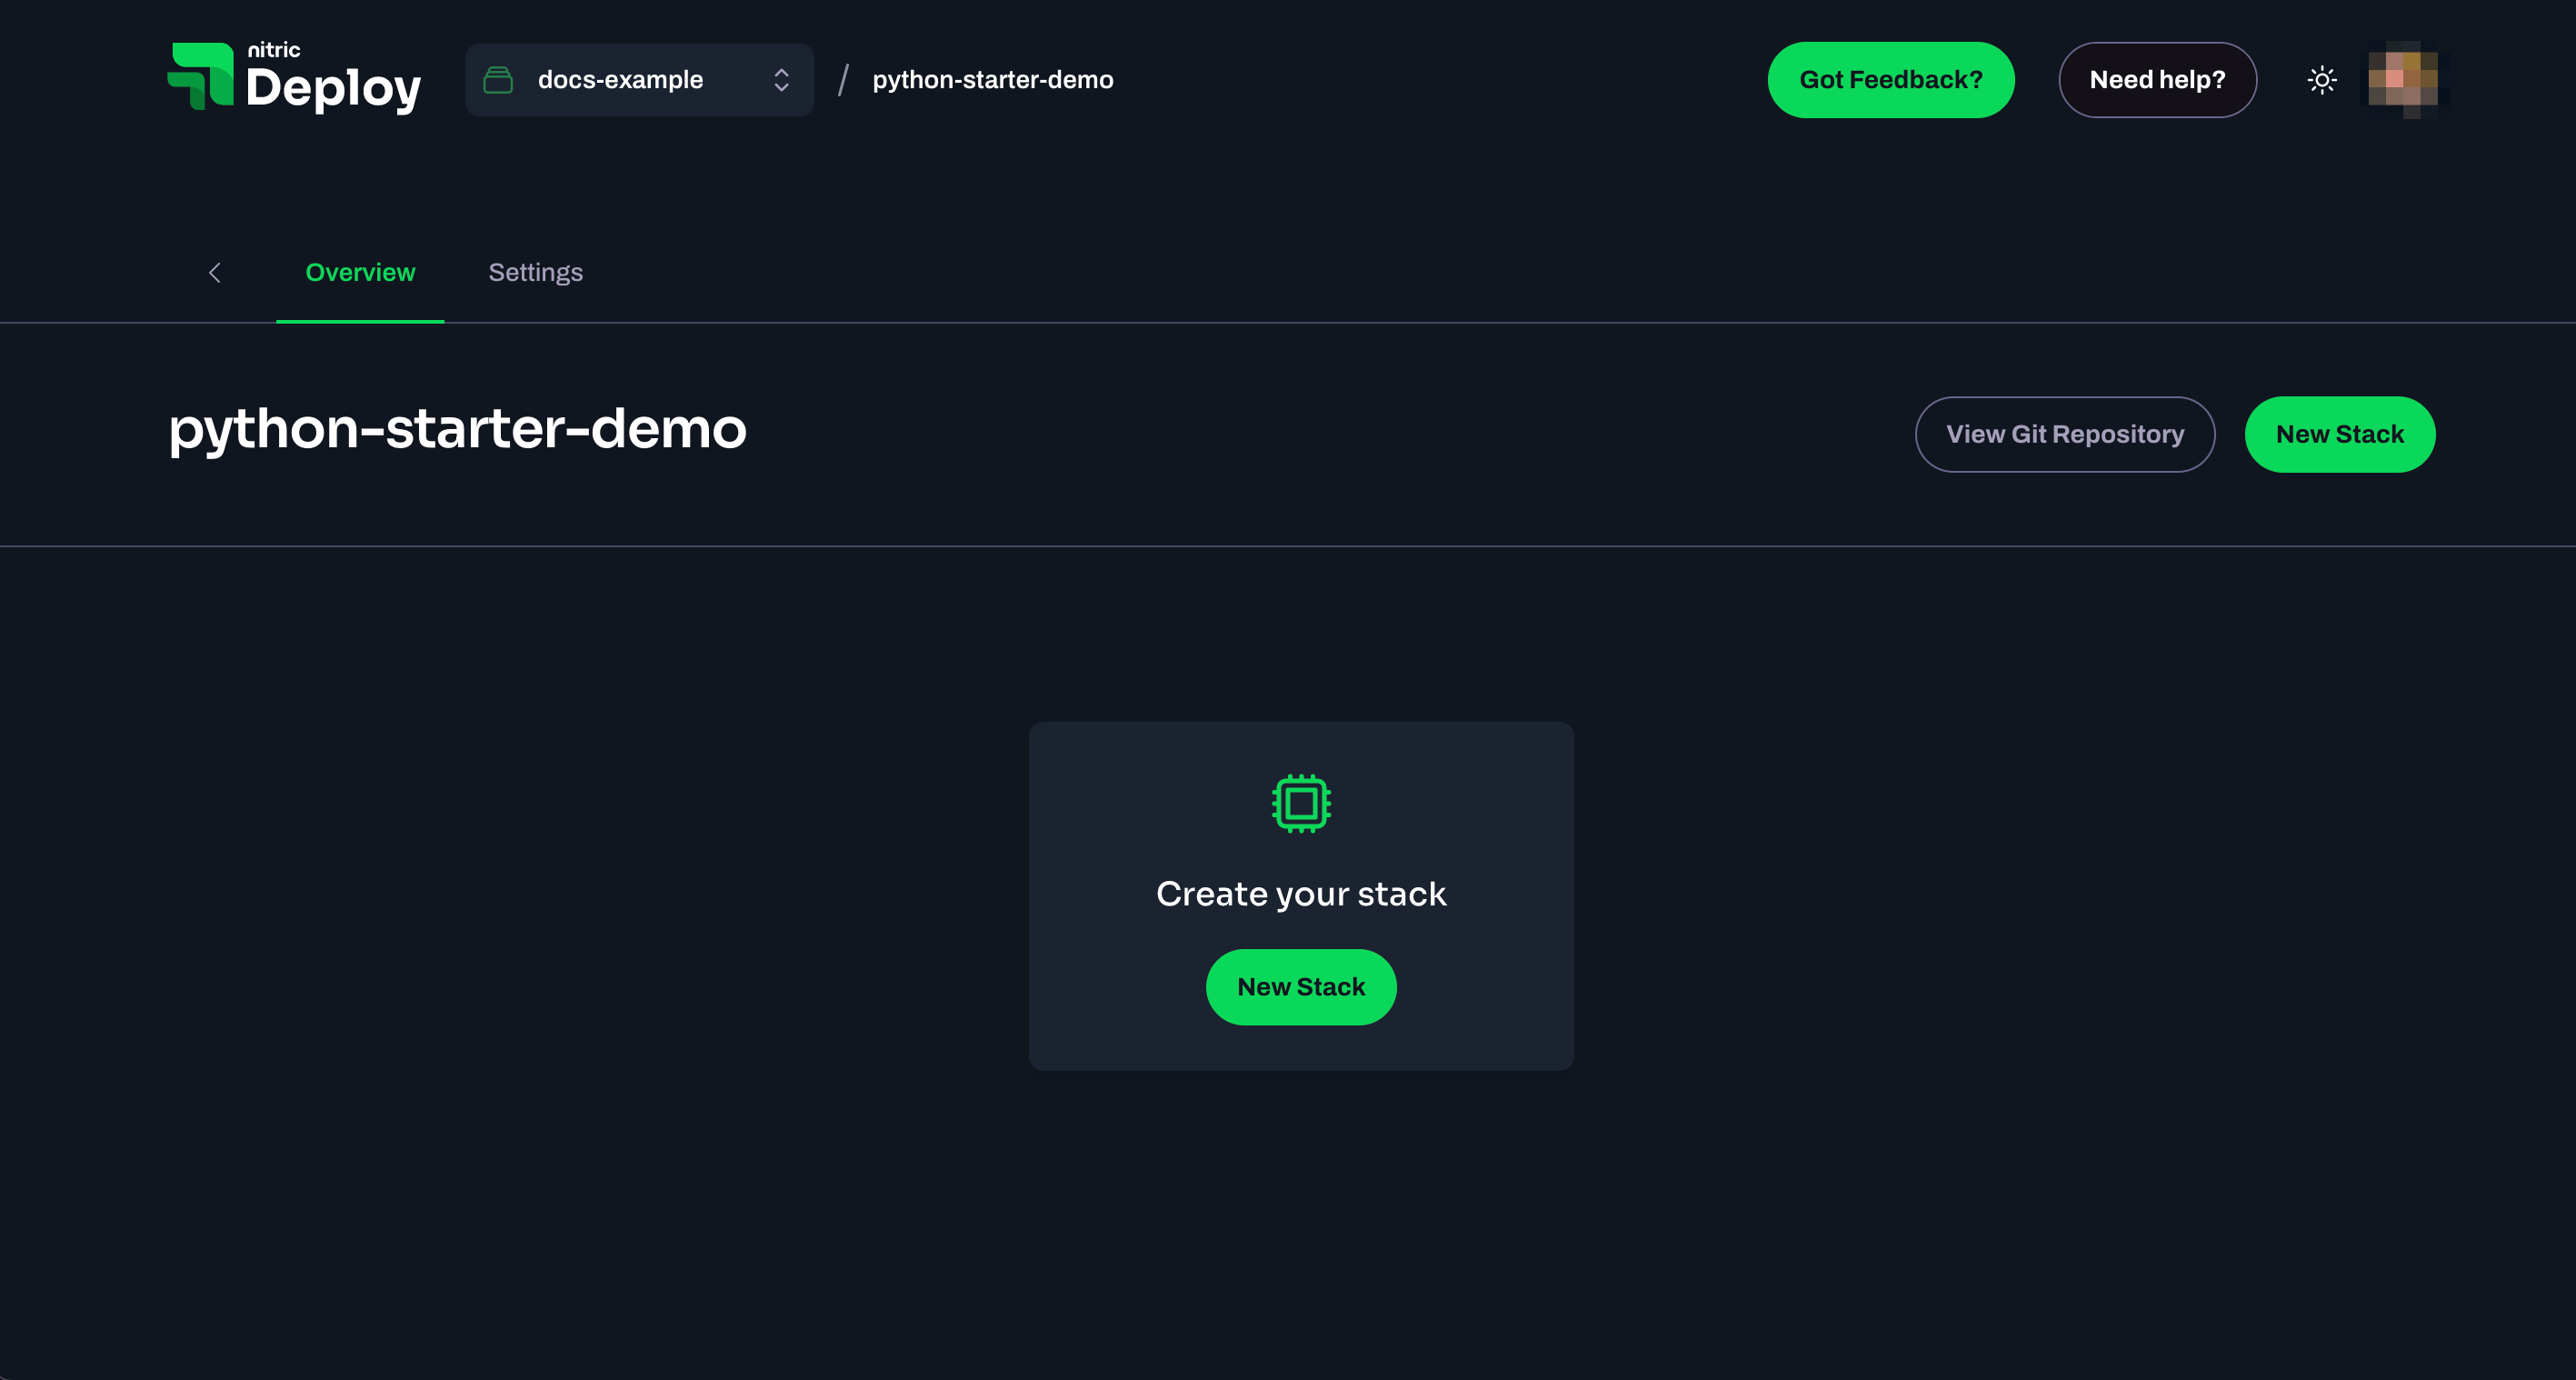 nitric
Deploy
docs-example
/ python-starter-demo
Got Feedback?
Need help?
Overview
Settings
python-starter-demo
View Git Repository
New Stack
Create your stack
New Stack